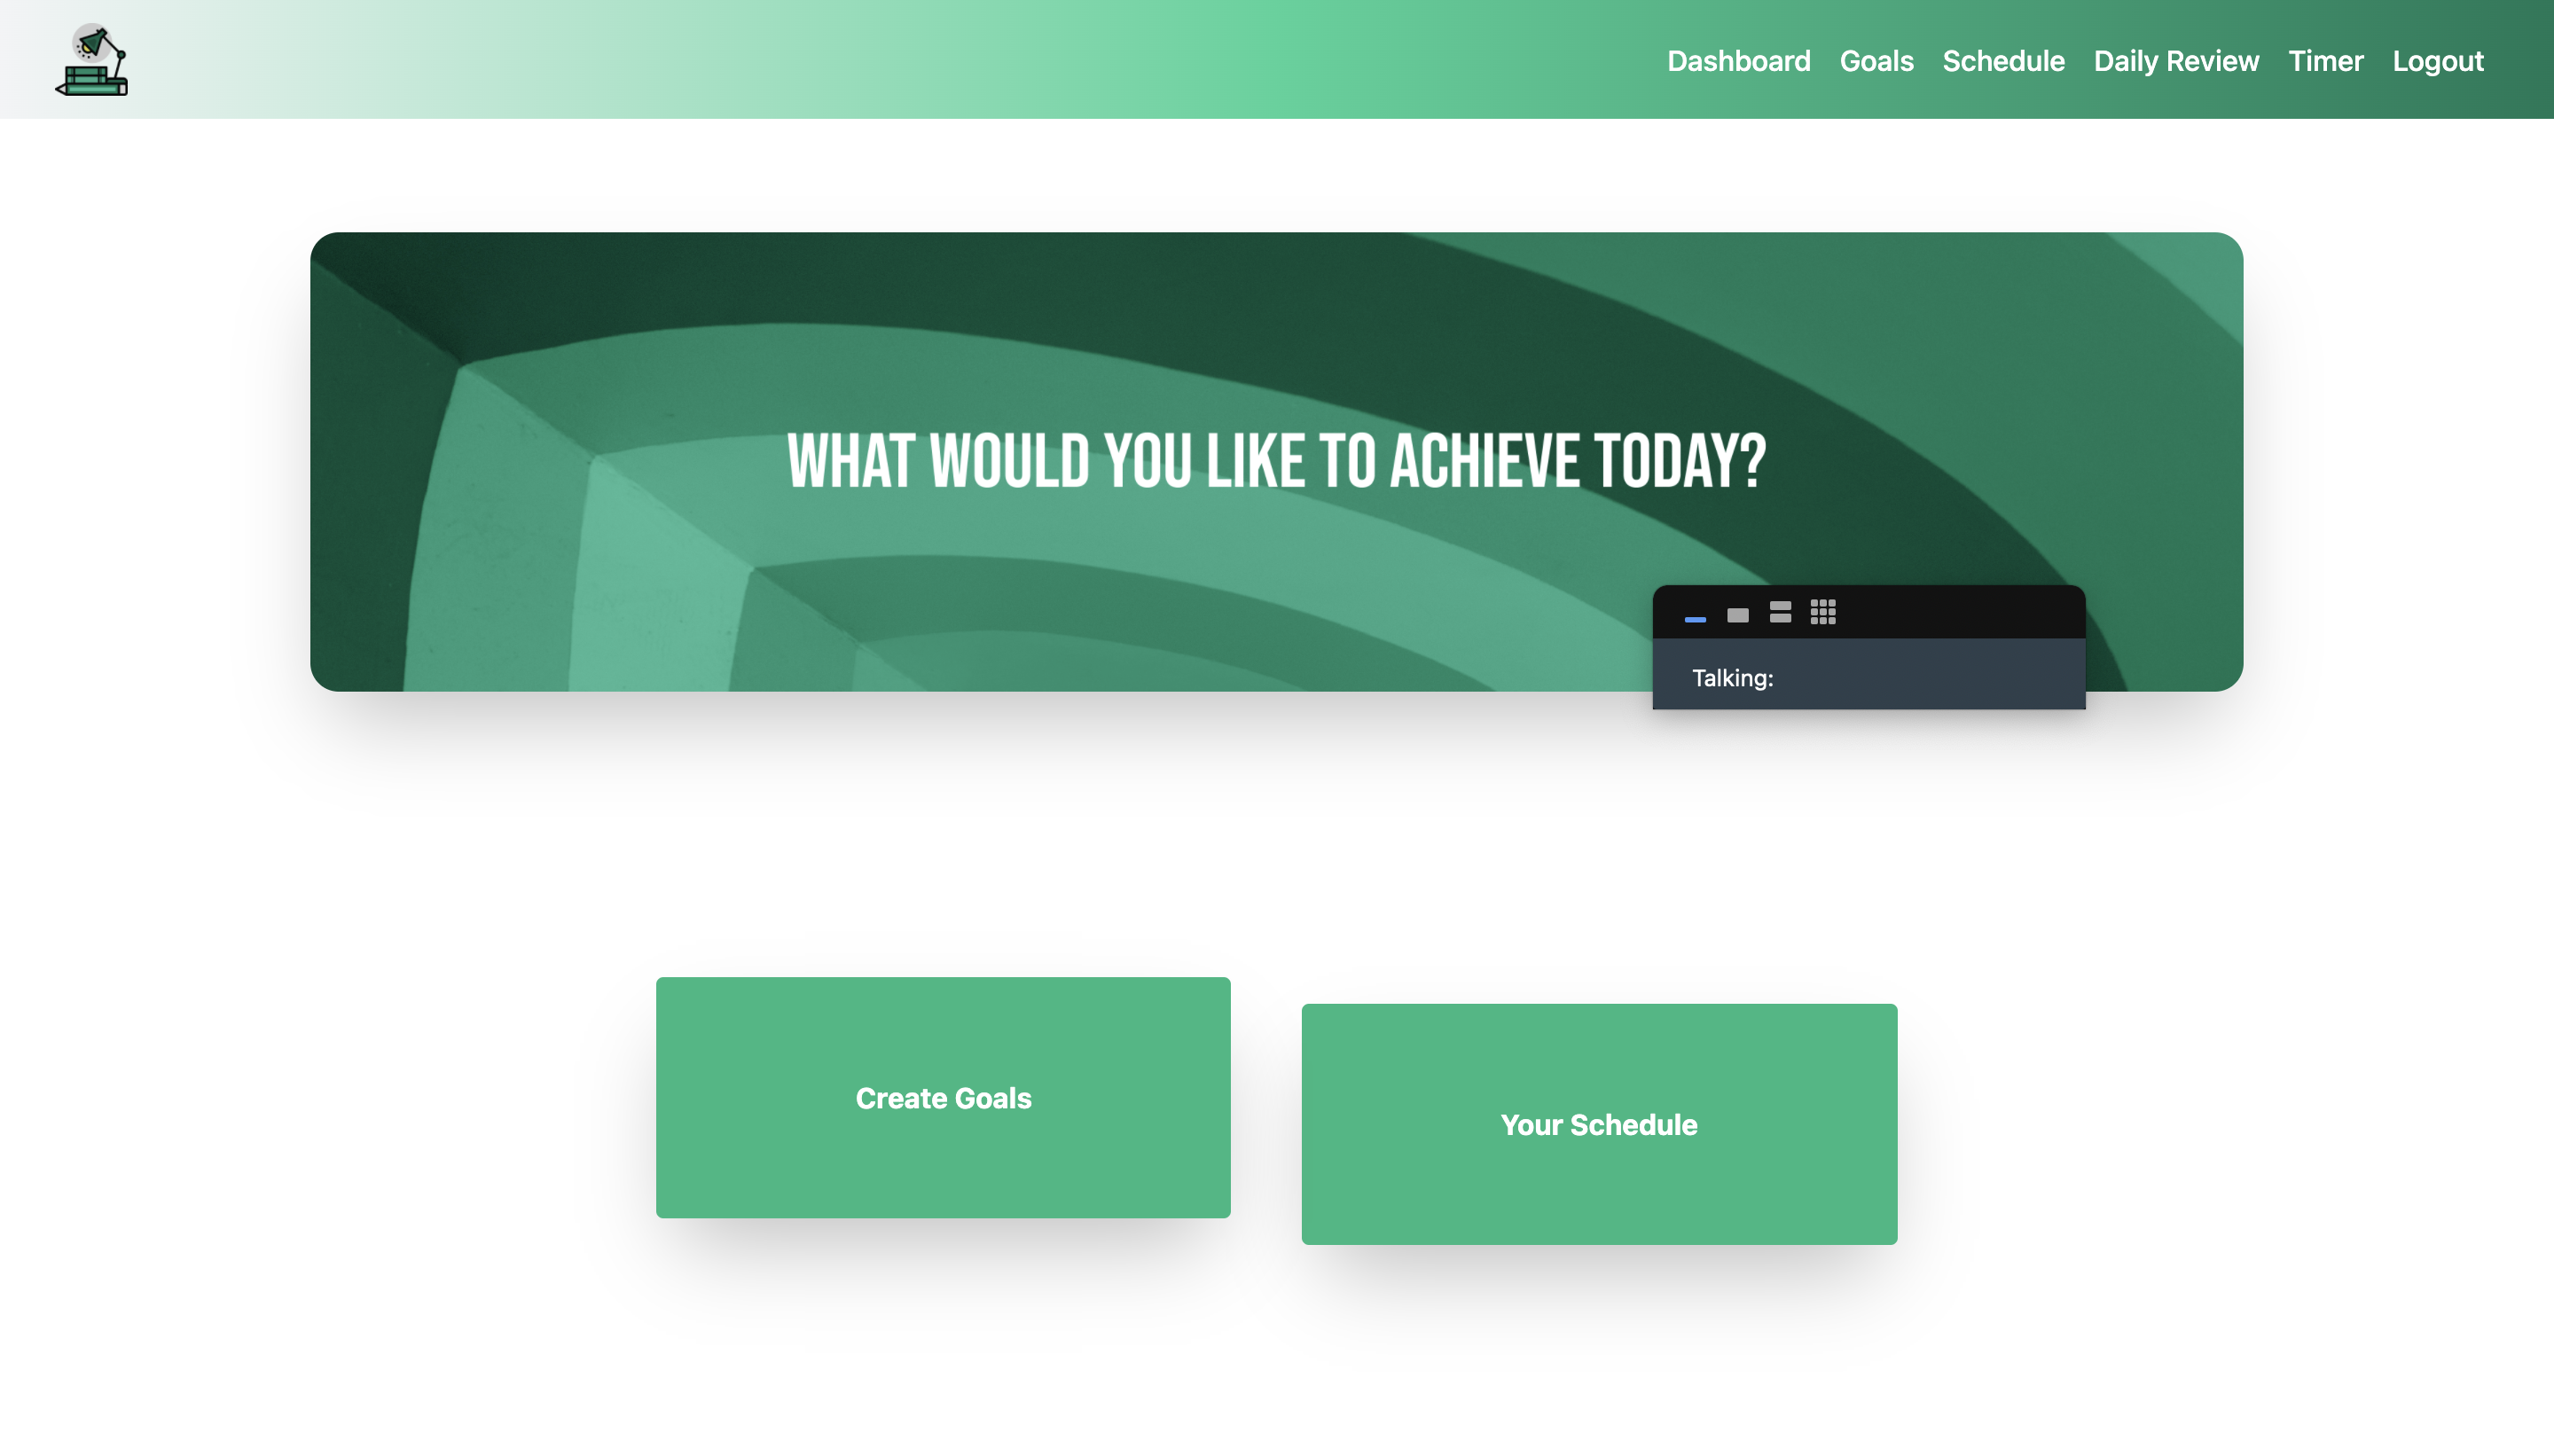 Dashboard Goals Schedule Daily Review Timer Logout
WHAT WOULD YOU LIKE TO ACHIEVE TODAY?
Talking:
Create Goals
Your Schedule